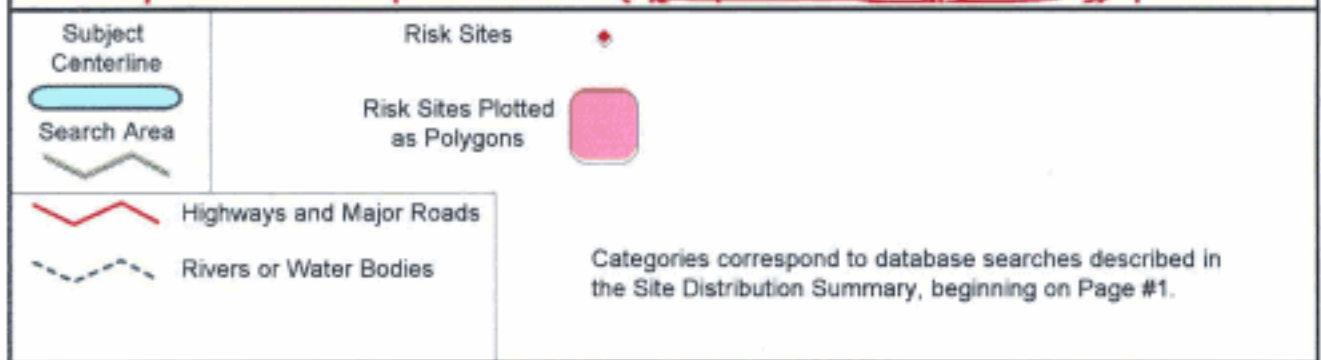 Subject
Centerline
Search Area
Risk Sites
Risk Sites Plotted
as Polygons
Highways and Major Roads
Rivers or Water Bodies
Categories correspond to database searches described in
the Site Distribution Summary, beginning on Page #1.